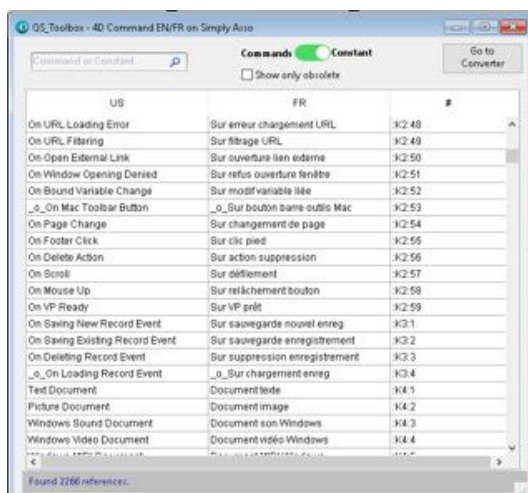 QS_Toolbox - 4D Command EN/FR on Simply Asso
Command or Constant
Commands Constant
Show only obsolete
Go to
Converter
US FR #
On URL Loading Error Sur erreur chargement URL :K2:48
On URL Filtering Sur filtrage URL :K2:49
On Open External Link Sur ouverture lien externe :K2:50
On Window Opening Denied Sur refus ouverture fenêtre :K2:51
On Bound Variable Change Sur modif variable liée :K2:52
_o_On Mac Toolbar Button _o_Sur bouton barre outils Mac :K2:53
On Page Change Sur changement de page :K2:54
On Footer Click Sur clic pied :K2:55
On Delete Action Sur action suppression :K2:56
On Scroll Sur défilement :K2:57
On Mouse Up Sur relâchement bouton :K2:58
On VP Ready Sur VP prêt :K2:59
On Saving New Record Event Sur sauvegarde nouvel enreg :K3:1
On Saving Existing Record Event Sur sauvegarde enregistrement :K3:2
On Deleting Record Event Sur suppression enregistrement :K3:3
_o_On Loading Record Event _o_Sur chargement enreg :K3:4
Text Document Document texte :K4:1
Picture Document Document image :K4:2
Windows Sound Document Document son Windows :K4:3
Windows Video Document Document vidéo Windows :K4:4
Found 2266 references.